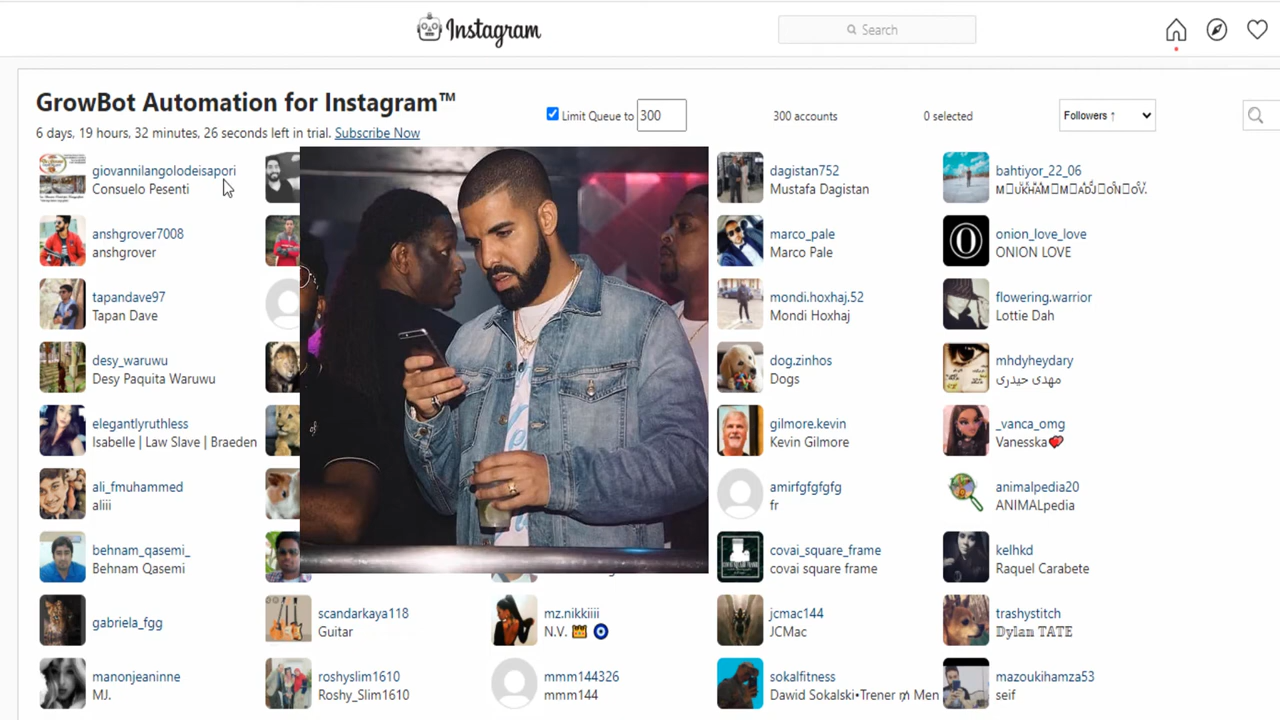 Instagram
Search
GrowBot Automation for Instagram™
Limit Queue to 300
300 accounts
0 selected
Followers ↑
6 days, 19 hours, 32 minutes, 26 seconds left in trial. Subscribe Now
giovannilangolodeisapori
Consuelo Pesenti
dagistan752
Mustafa Dagistan
bahtiyor_22_06
anshgrover7008
anshgrover
marco_pale
Marco Pale
onion_love_love
ONION LOVE
tapandave97
Tapan Dave
mondi.hoxhaj.52
Mondi Hoxhaj
flowering.warrior
Lottie Dah
desy_waruwu
Desy Paquita Waruwu
dog.zinhos
Dogs
mhdyheydary
مهدی حیدری
elegantlyruthless
Isabelle | Law Slave | Braeden
gilmore.kevin
Kevin Gilmore
_vanca_omg
Vanesska💕
ali_fmuhammed
aliii
amirfgfgfgfg
fr
animalpedia20
ANIMALpedia
behnam_qasemi_
Behnam Qasemi
covai_square_frame
covai square frame
kelhkd
Raquel Carabete
gabriela_fgg
scandarkaya118
Guitar
mz.nikkiiii
N.V. 👑 🧿
jcmac144
JCMac
trashystitch
𝔻𝕪𝕝𝕒𝕟 𝕋𝔸𝕋𝔼
manonjeaninne
MJ.
roshyslim1610
Roshy_Slim1610
mmm144326
mmm144
sokalfitness
Dawid Sokalski•Trener ო Men
mazoukihamza53
seif